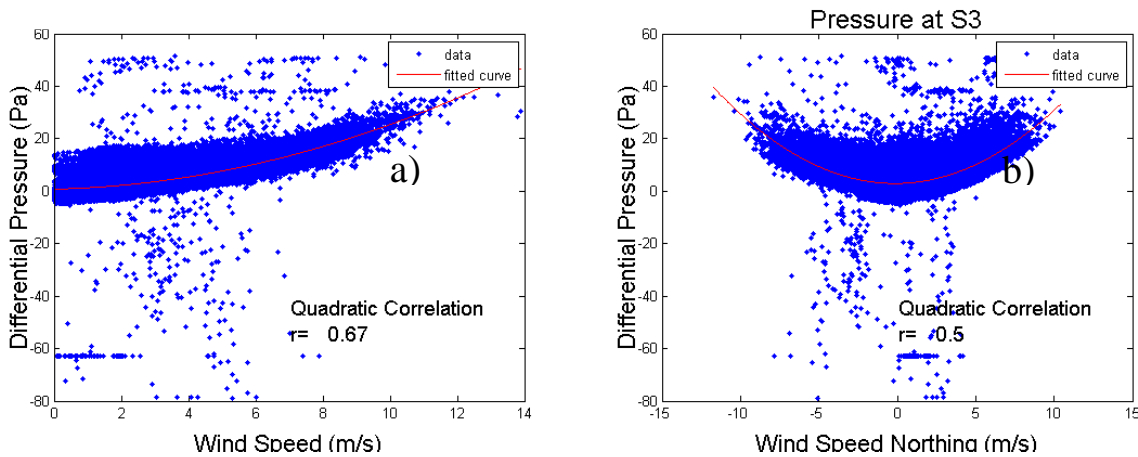 Pressure at S3
60
40
20
0
-20
-40
-60
-80
0
2
4
6
8
10
12
14
Differential Pressure (Pa)
Wind Speed (m/s)
data
fitted curve
a)
Quadratic Correlation
r= 0.67
60
40
20
0
-20
-40
-60
-80
-15
-10
-5
0
5
10
15
Differential Pressure (Pa)
Wind Speed Northing (m/s)
data
fitted curve
b)
Quadratic Correlation
r= 0.5